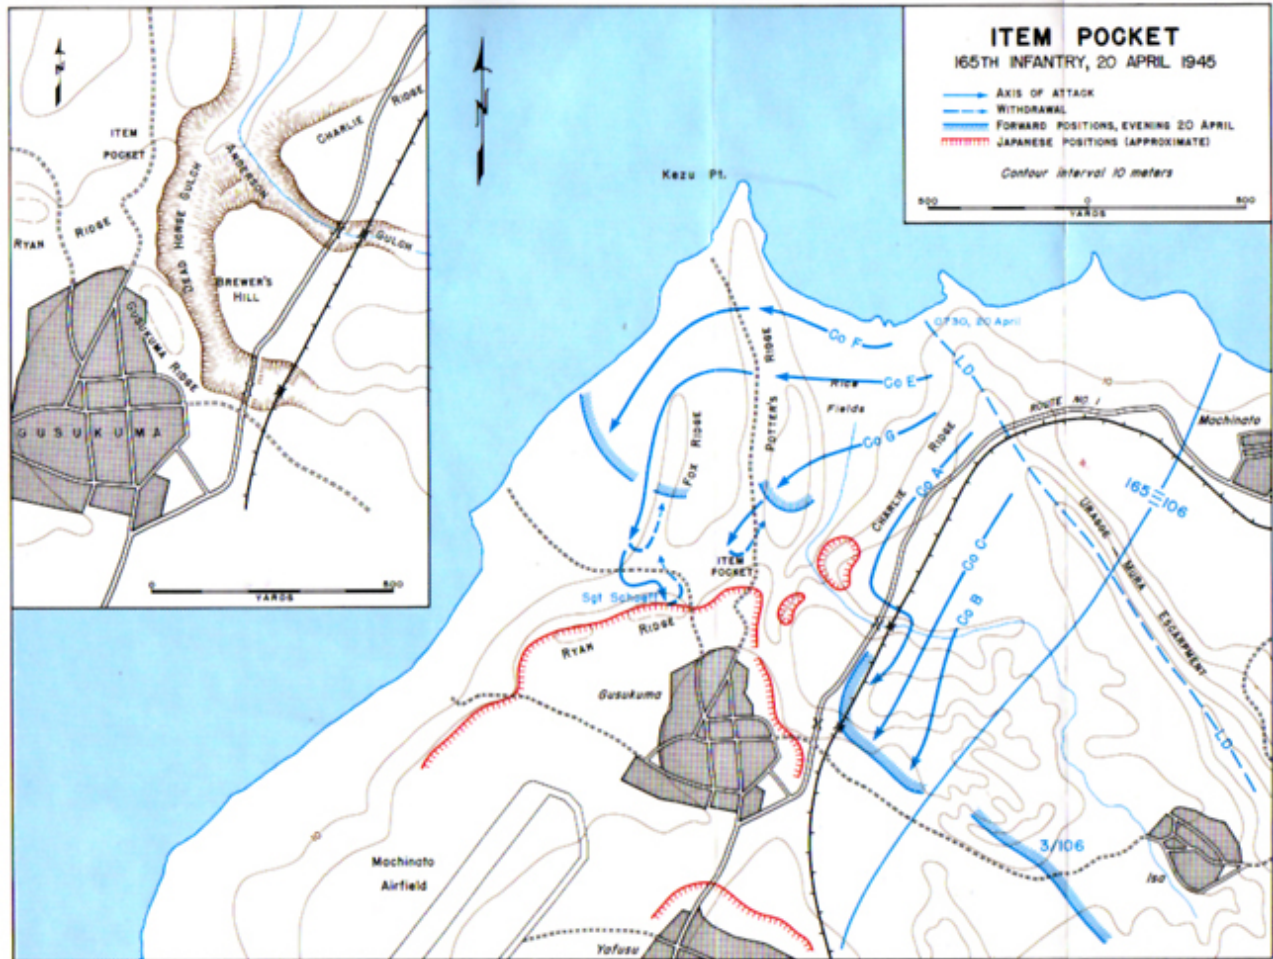 ITEM POCKET
165TH INFANTRY, 20 APRIL 1945
AXIS OF ATTACK
WITHDRAWAL
FORWARD POSITIONS, EVENING 20 APRIL
JAPANESE POSITIONS (APPROXIMATE)
Contour interval 10 meters
500 0 500
YARDS
N
ITEM
POCKET
CHARLIE RIDGE
ANDERSON GULCH
DEAD HORSE GULCH
RYAN RIDGE
BREWER'S
HILL
GUSUKUMA RIDGE
GUSUKUMA
0 500
YARDS
N
Kezu Pt.
0730, 20 April
LD
Co F
Co E
Rice
Fields
10
ROUTE NO 1
Machinato
POTTER'S RIDGE
Co G
FOX RIDGE
CHARLIE RIDGE
Co A
165 106
URASOE - MURA ESCARPMENT
Co C
ITEM
POCKET
Co B
RYAN RIDGE
Gusukuma
LD
3/106
Isa
Machinato
Airfield
Yafusu